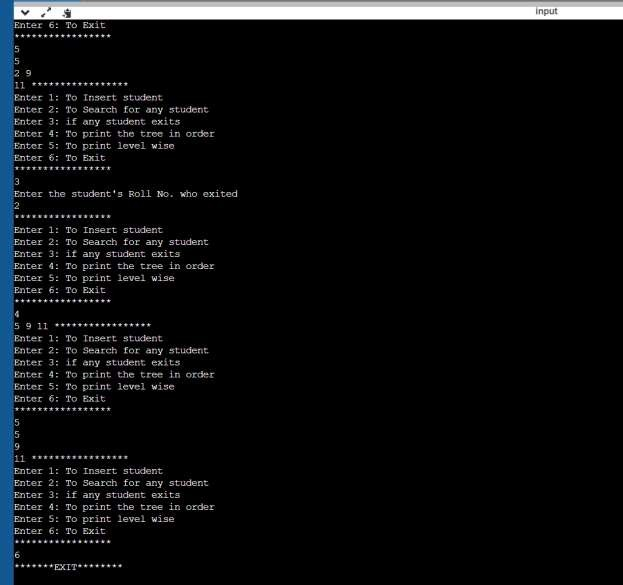 input
Enter 6: To Exit
*****************
5
5
2 9
11 *****************
Enter 1: To Insert student
Enter 2: To Search for any student
Enter 3: if any student exits
Enter 4: To print the tree in order
Enter 5: To print level wise
Enter 6: To Exit
*****************
3
Enter the student's Roll No. who exited
2
*****************
Enter 1: To Insert student
Enter 2: To Search for any student
Enter 3: if any student exits
Enter 4: To print the tree in order
Enter 5: To print level wise
Enter 6: To Exit
*****************
4
5 9 11 *****************
Enter 1: To Insert student
Enter 2: To Search for any student
Enter 3: if any student exits
Enter 4: To print the tree in order
Enter 5: To print level wise
Enter 6: To Exit
*****************
5
5
9
11 *****************
Enter 1: To Insert student
Enter 2: To Search for any student
Enter 3: if any student exits
Enter 4: To print the tree in order
Enter 5: To print level wise
Enter 6: To Exit
*****************
6
*******EXIT********